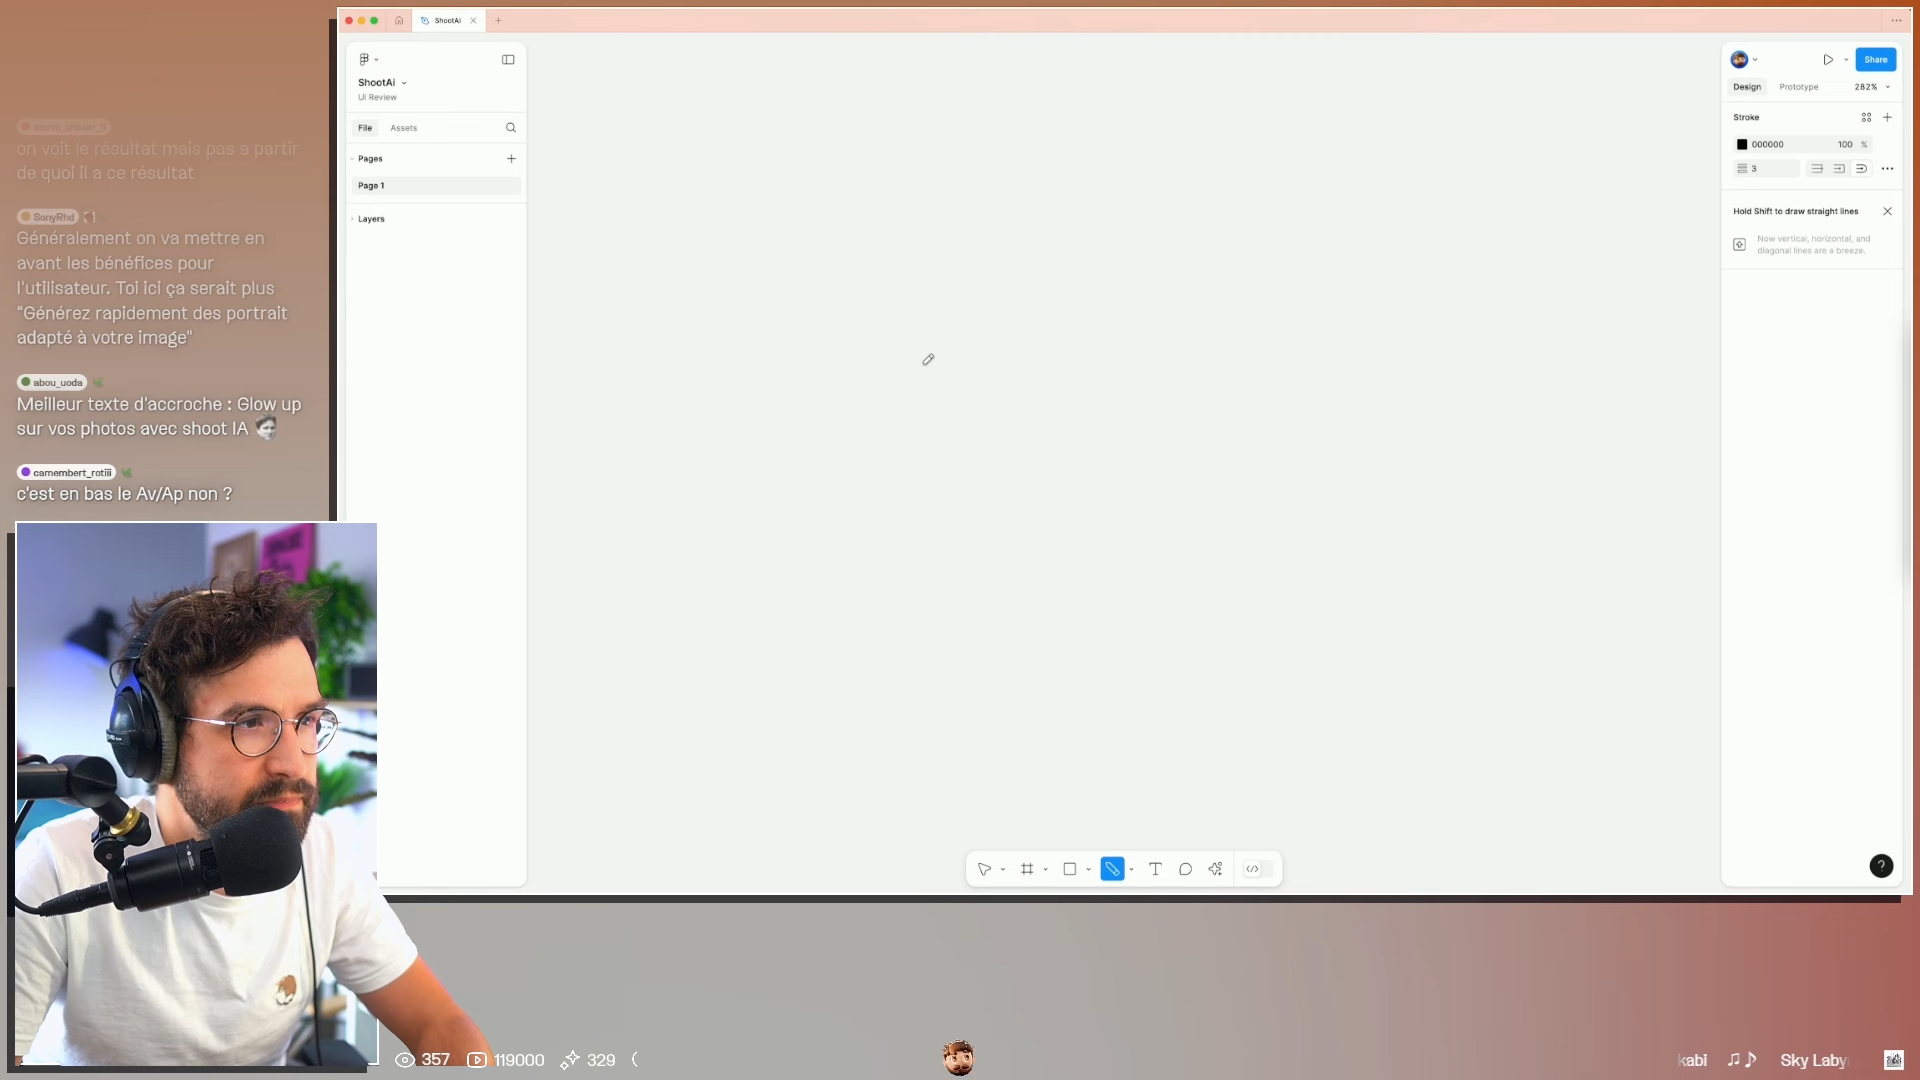 ShootAi
ShootAi
Ui Review
File
Assets
Pages
Page 1
Layers
Share
Design
Prototype
282%
Stroke
000000
100
%
3
Hold Shift to draw straight lines
Now vertical, horizontal, and
diagonal lines are a breeze.
?
on voit le résultat mais pas a partir
de quoi il a ce résultat
SonyRhd
Généralement on va mettre en
avant les bénéfices pour
l'utilisateur. Toi ici ça serait plus
"Générez rapidement des portrait
adapté à votre image"
abou_uoda
Meilleur texte d'accroche : Glow up
sur vos photos avec shoot IA
camembert_rotiii
c'est en bas le Av/Ap non ?
357
119000
329
(
kabi
Sky Laby